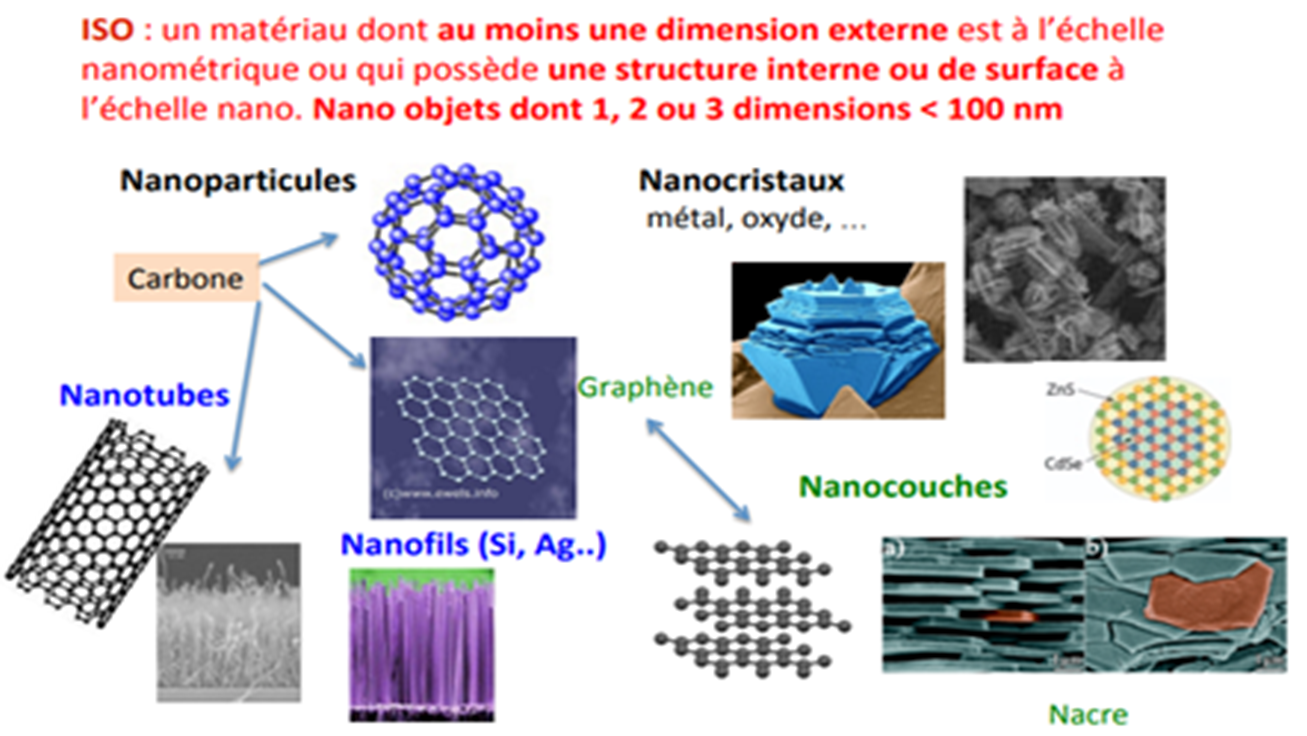 ISO : un matériau dont au moins une dimension externe est à l'échelle
nanométrique ou qui possède une structure interne ou de surface à
l'échelle nano. Nano objets dont 1, 2 ou 3 dimensions < 100 nm
Nanoparticules
Nanocristaux
métal, oxyde, ...
Carbone
Graphène
Nanotubes
ZnS
CdSe
Nanocouches
(c)www.ewels.info
Nanofils (Si, Ag..)
a)
b)
Nacre